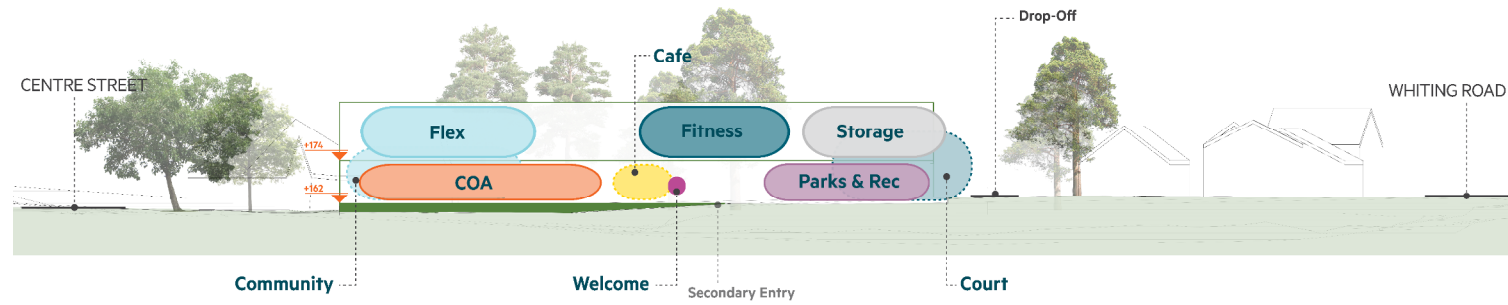 Drop-Off
Cafe
CENTRE STREET
WHITING ROAD
Flex
Fitness
Storage
+174
COA
Parks & Rec
+162
Community
Welcome
Secondary Entry
Court